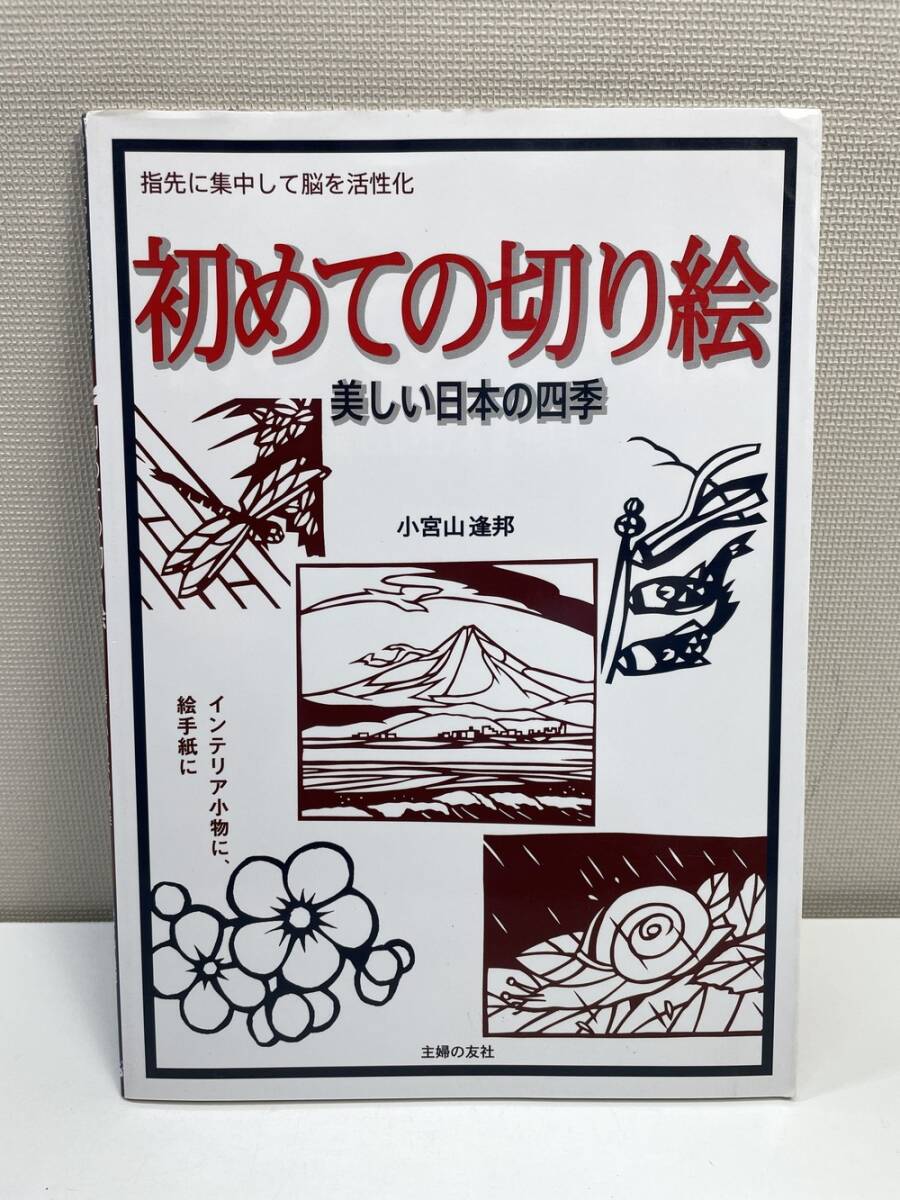 指先に集中して脳を活性化
初めての切り絵
美しい日本の四季
小宮山 逢邦
インテリア小物に、
絵手紙に
主婦の友社